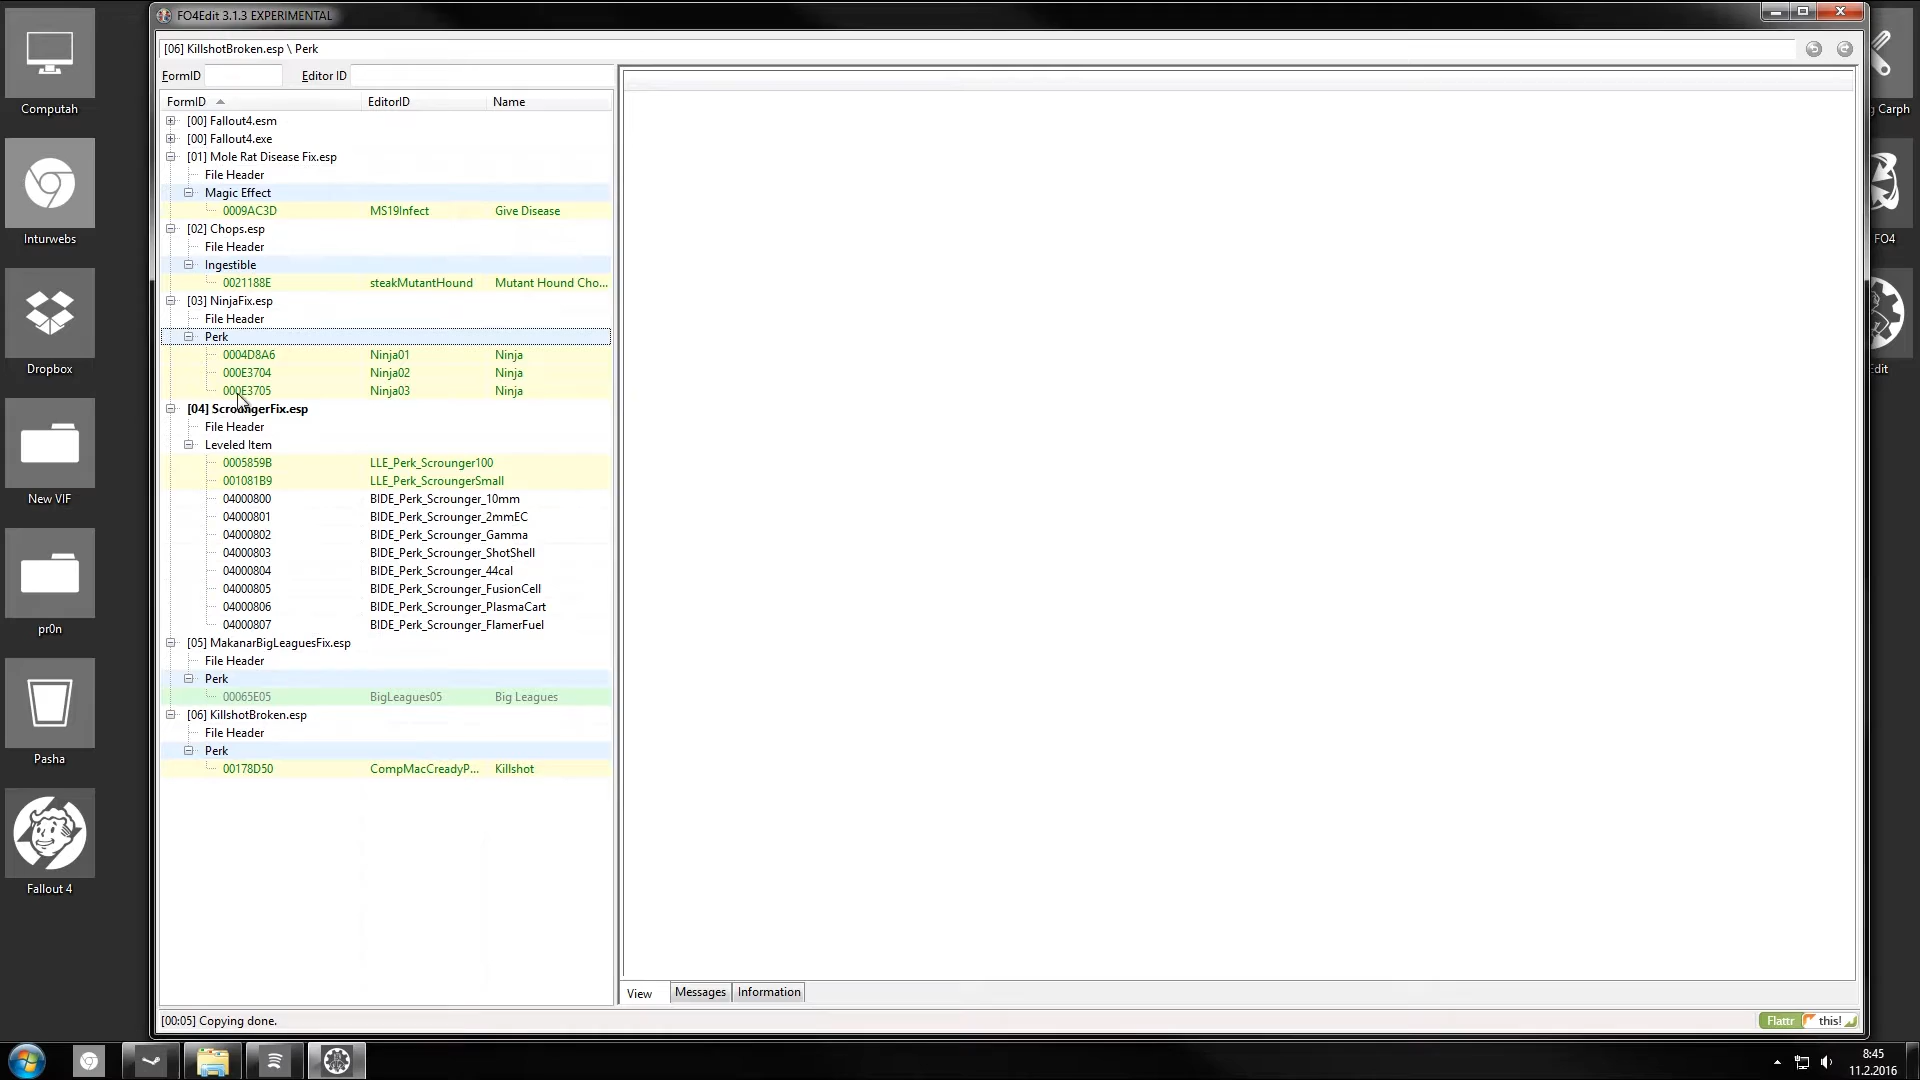 FO4Edit 3.1.3 EXPERIMENTAL
[06] KillshotBroken.esp \ Perk
FormID
Editor ID
FormID EditorID Name
[00] Fallout4.esm
[00] Fallout4.exe
[01] Mole Rat Disease Fix.esp
File Header
Magic Effect
0009AC3D MS19Infect Give Disease
[02] Chops.esp
File Header
Ingestible
0021188E steakMutantHound Mutant Hound Cho...
[03] NinjaFix.esp
File Header
Perk
0004D8A6 Ninja01 Ninja
000E3704 Ninja02 Ninja
000E3705 Ninja03 Ninja
[04] ScroungerFix.esp
File Header
Leveled Item
0005859B LLE_Perk_Scrounger100
001081B9 LLE_Perk_ScroungerSmall
04000800 BIDE_Perk_Scrounger_10mm
04000801 BIDE_Perk_Scrounger_2mmEC
04000802 BIDE_Perk_Scrounger_Gamma
04000803 BIDE_Perk_Scrounger_ShotShell
04000804 BIDE_Perk_Scrounger_44cal
04000805 BIDE_Perk_Scrounger_FusionCell
04000806 BIDE_Perk_Scrounger_PlasmaCart
04000807 BIDE_Perk_Scrounger_FlamerFuel
[05] MakanarBigLeaguesFix.esp
File Header
Perk
00065E05 BigLeagues05 Big Leagues
[06] KillshotBroken.esp
File Header
Perk
00178D50 CompMacCreadyP... Killshot
View Messages Information
[00:05] Copying done.
Flattr this!
Computah
Inturwebs
Dropbox
New VIF
pr0n
Pasha
Fallout 4
Carph
FO4
Edit
8:45
11.2.2016